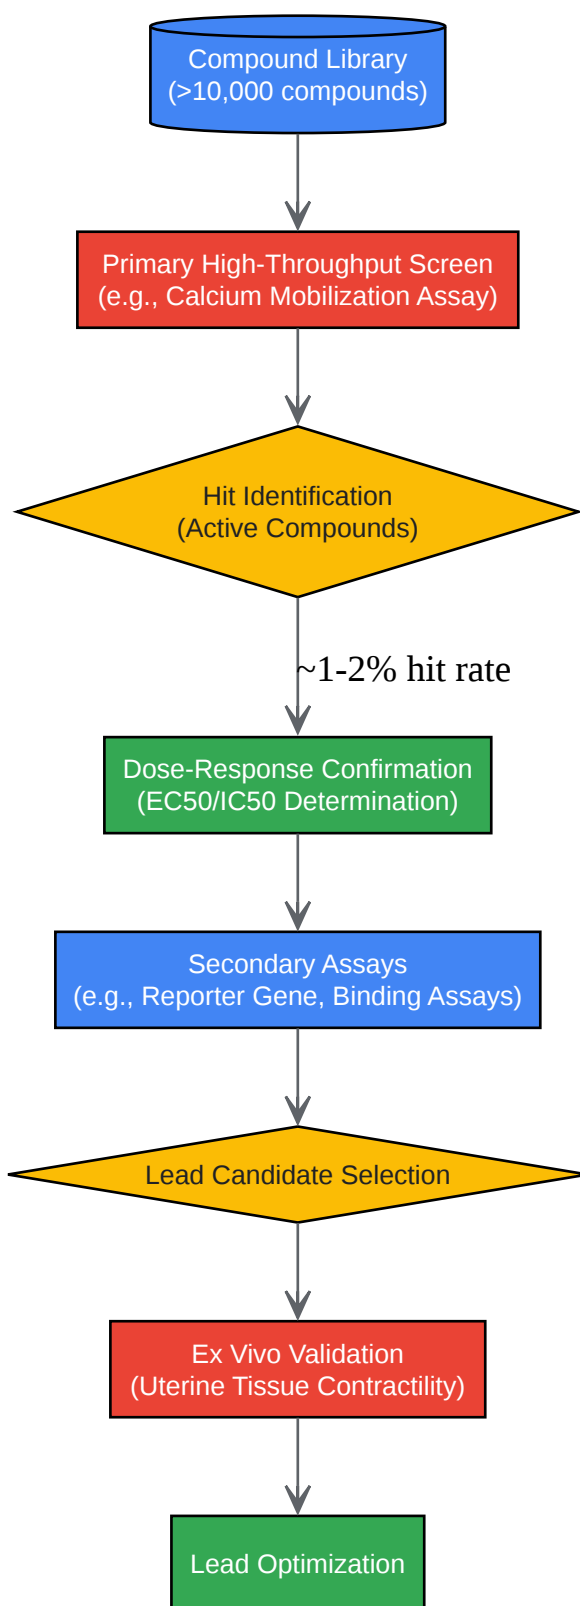 Compound Library
(>10,000 compounds)
Primary High-Throughput Screen
(e.g., Calcium Mobilization Assay)
Hit Identification
(Active Compounds)
~1-2% hit rate
Dose-Response Confirmation
(EC50/IC50 Determination)
Secondary Assays
(e.g., Reporter Gene, Binding Assays)
Lead Candidate Selection
Ex Vivo Validation
(Uterine Tissue Contractility)
Lead Optimization